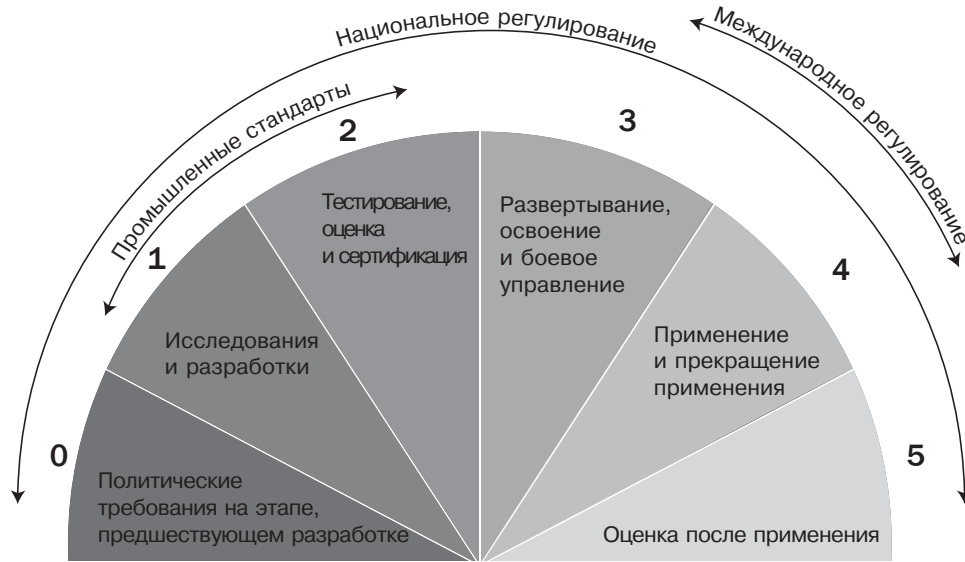 Национальное регулирование
Международное регулирование
Промышленные стандарты
0
Политические
требования на этапе,
предшествующем разработке
1
Исследования
и разработки
2
Тестирование,
оценка
и сертификация
3
Развертывание,
освоение
и боевое
управление
4
Применение
и прекращение
применения
5
Оценка после применения